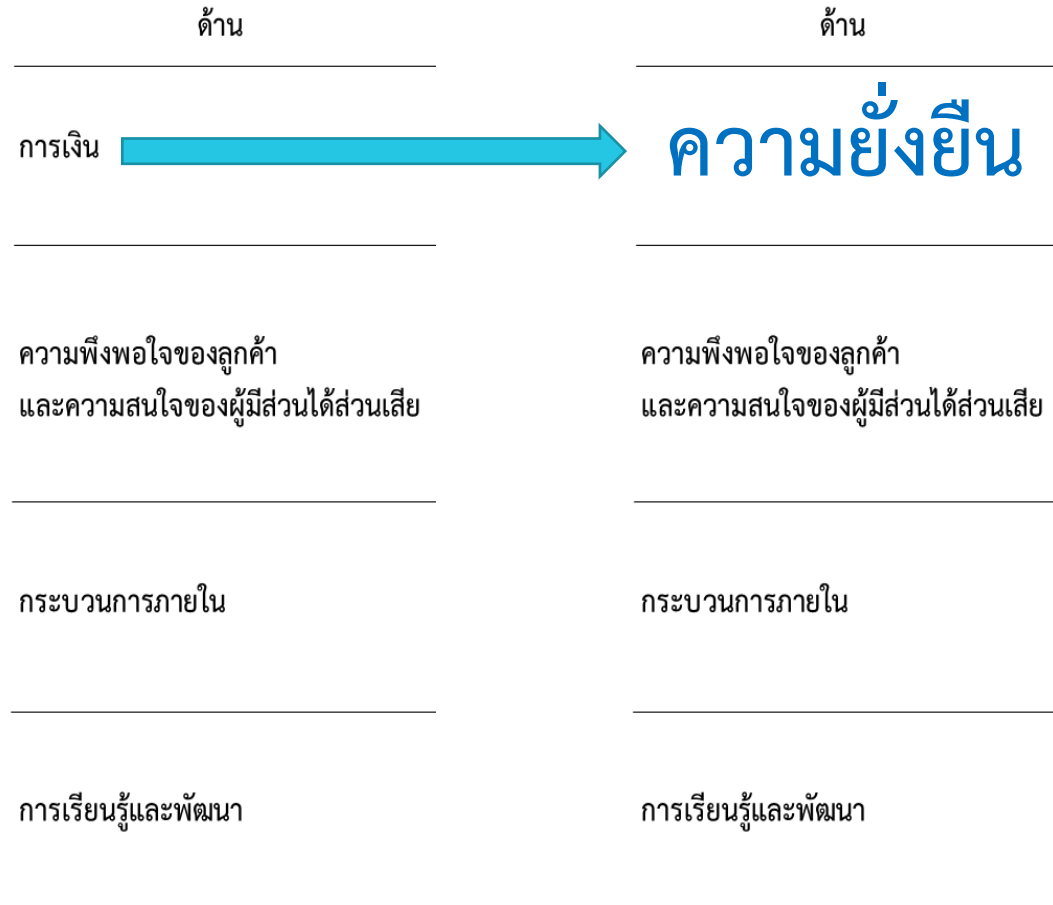 ด้าน
การเงิน
ความพึงพอใจของลูกค้า
และความสนใจของผู้มีส่วนได้ส่วนเสีย
กระบวนการภายใน
การเรียนรู้และพัฒนา
ด้าน
ความยั่งยืน
ความพึงพอใจของลูกค้า
และความสนใจของผู้มีส่วนได้ส่วนเสีย
กระบวนการภายใน
การเรียนรู้และพัฒนา